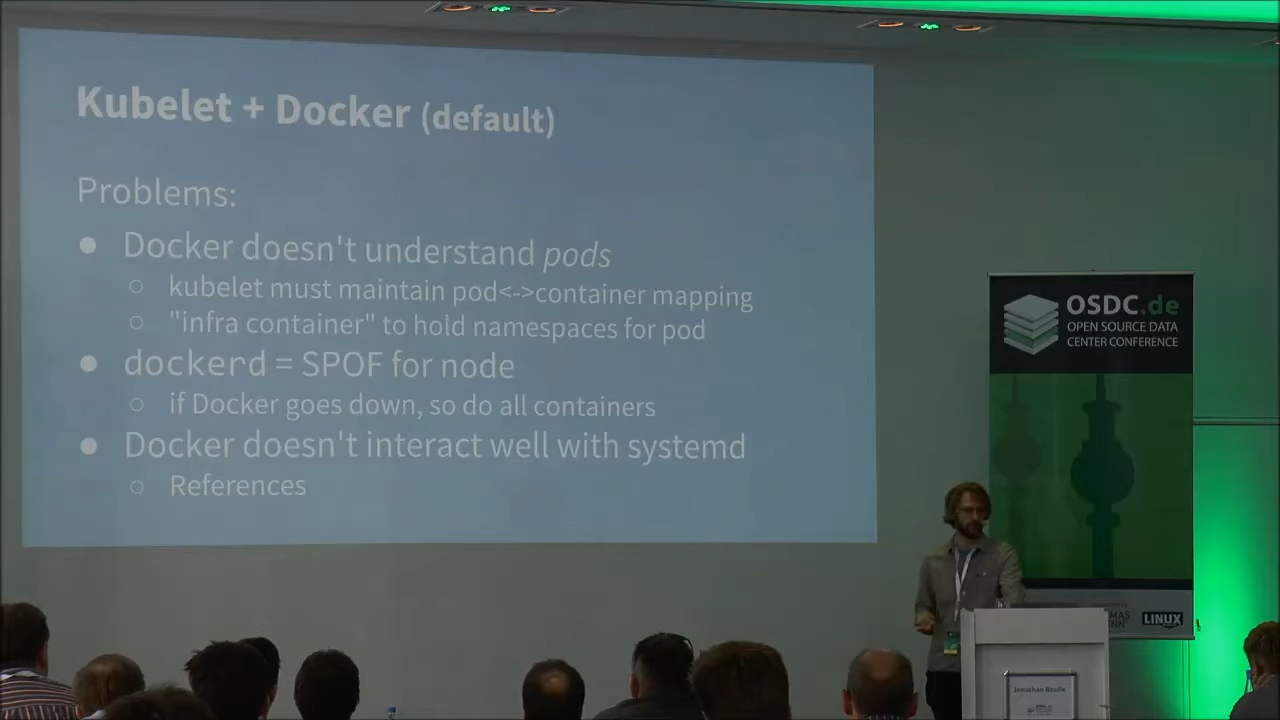 Kubelet + Docker (default)
Problems:
● Docker doesn't understand pods
○ kubelet must maintain pod<->container mapping
○ "infra container" to hold namespaces for pod
● dockerd = SPOF for node
○ if Docker goes down, so do all containers
● Docker doesn't interact well with systemd
○ References
OSDC.de
OPEN SOURCE DATA
CENTER CONFERENCE
LINUX
Jonathan Boulle